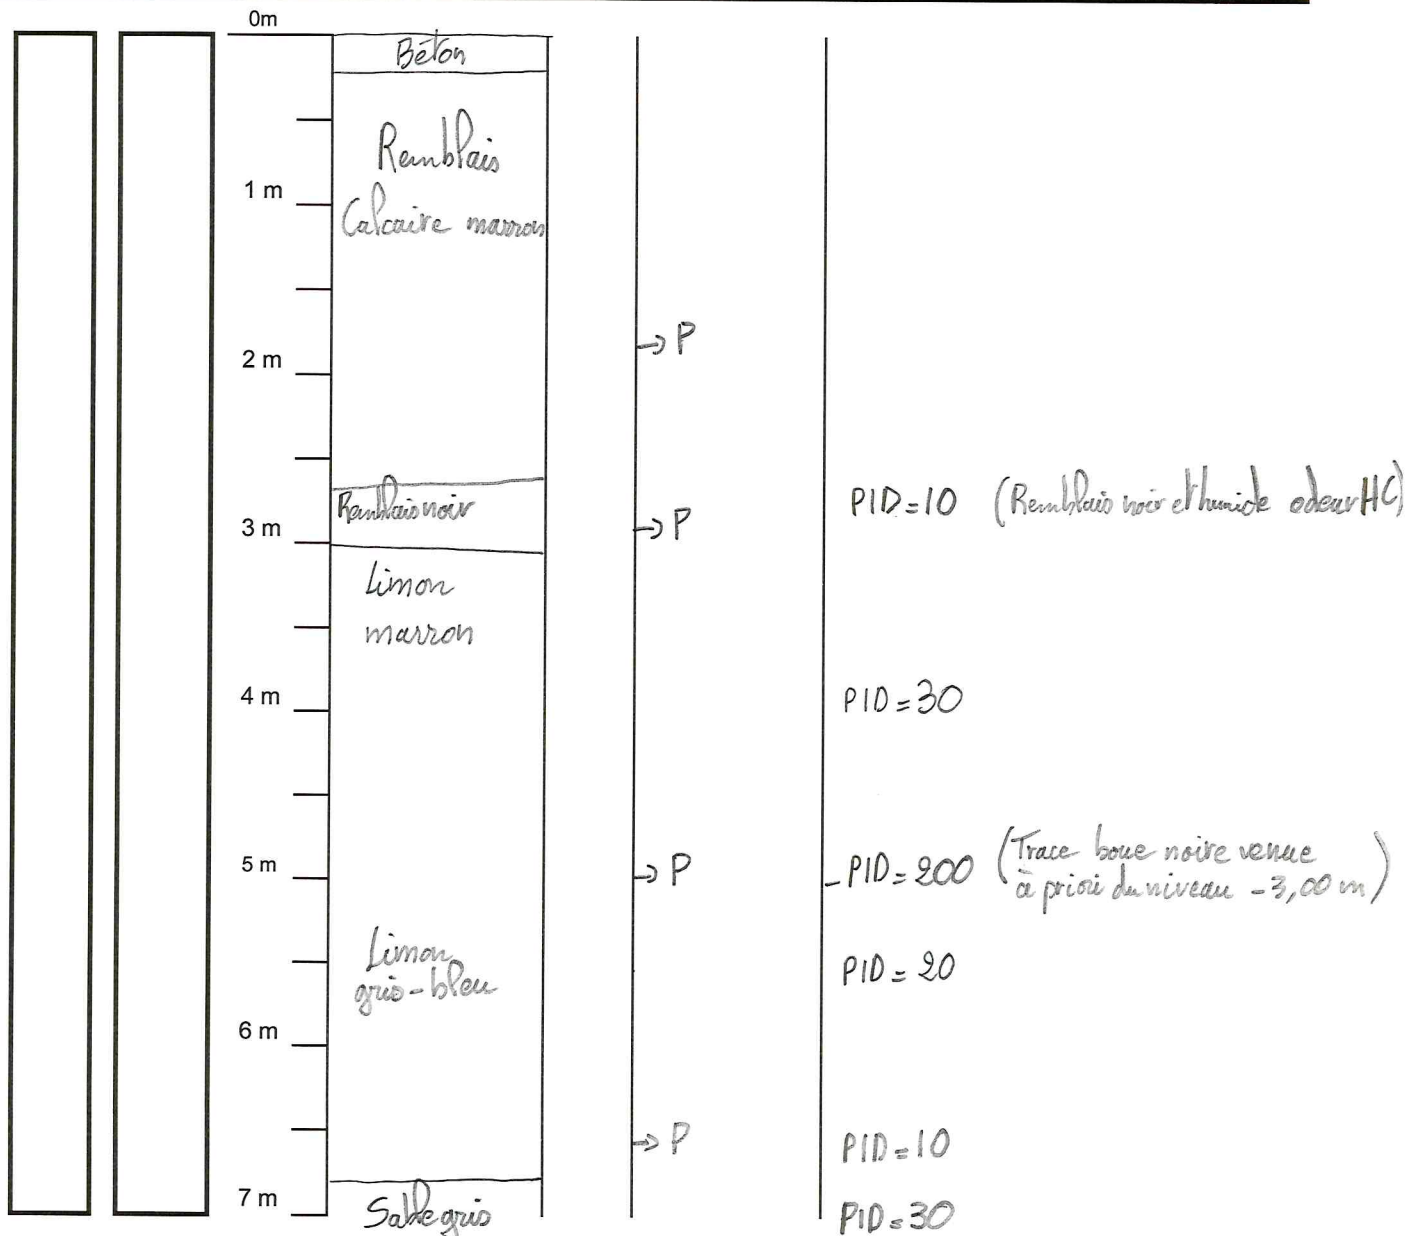 0m
Béton
Remblais
1 m
Calcaire marron
→ P
2 m
Remblais noir
PID=10 (Remblais noir et humide odeur HC)
3 m
→ P
Limon
marron
4 m
PID=30
5 m
→ P
-PID=200 (Trace boue noire venue
à priori du niveau -3,00 m)
Limon
gris-bleu
PID=20
6 m
→ P
PID=10
7 m
Sable gris
PID=30